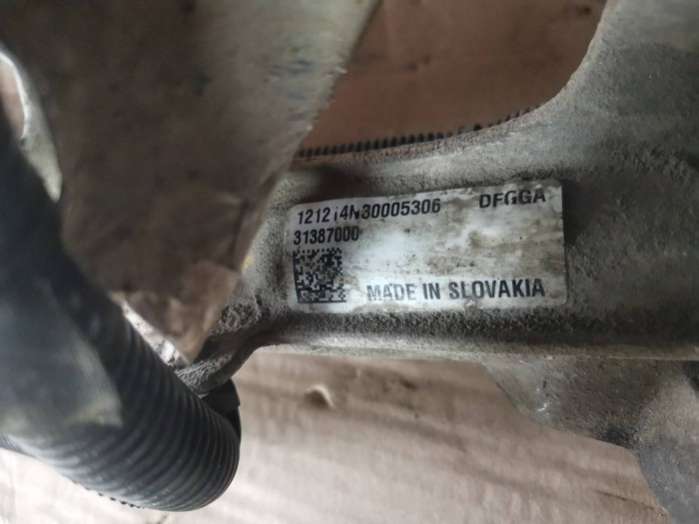 121214N30005306 DFGGA
31387000
MADE IN SLOVAKIA